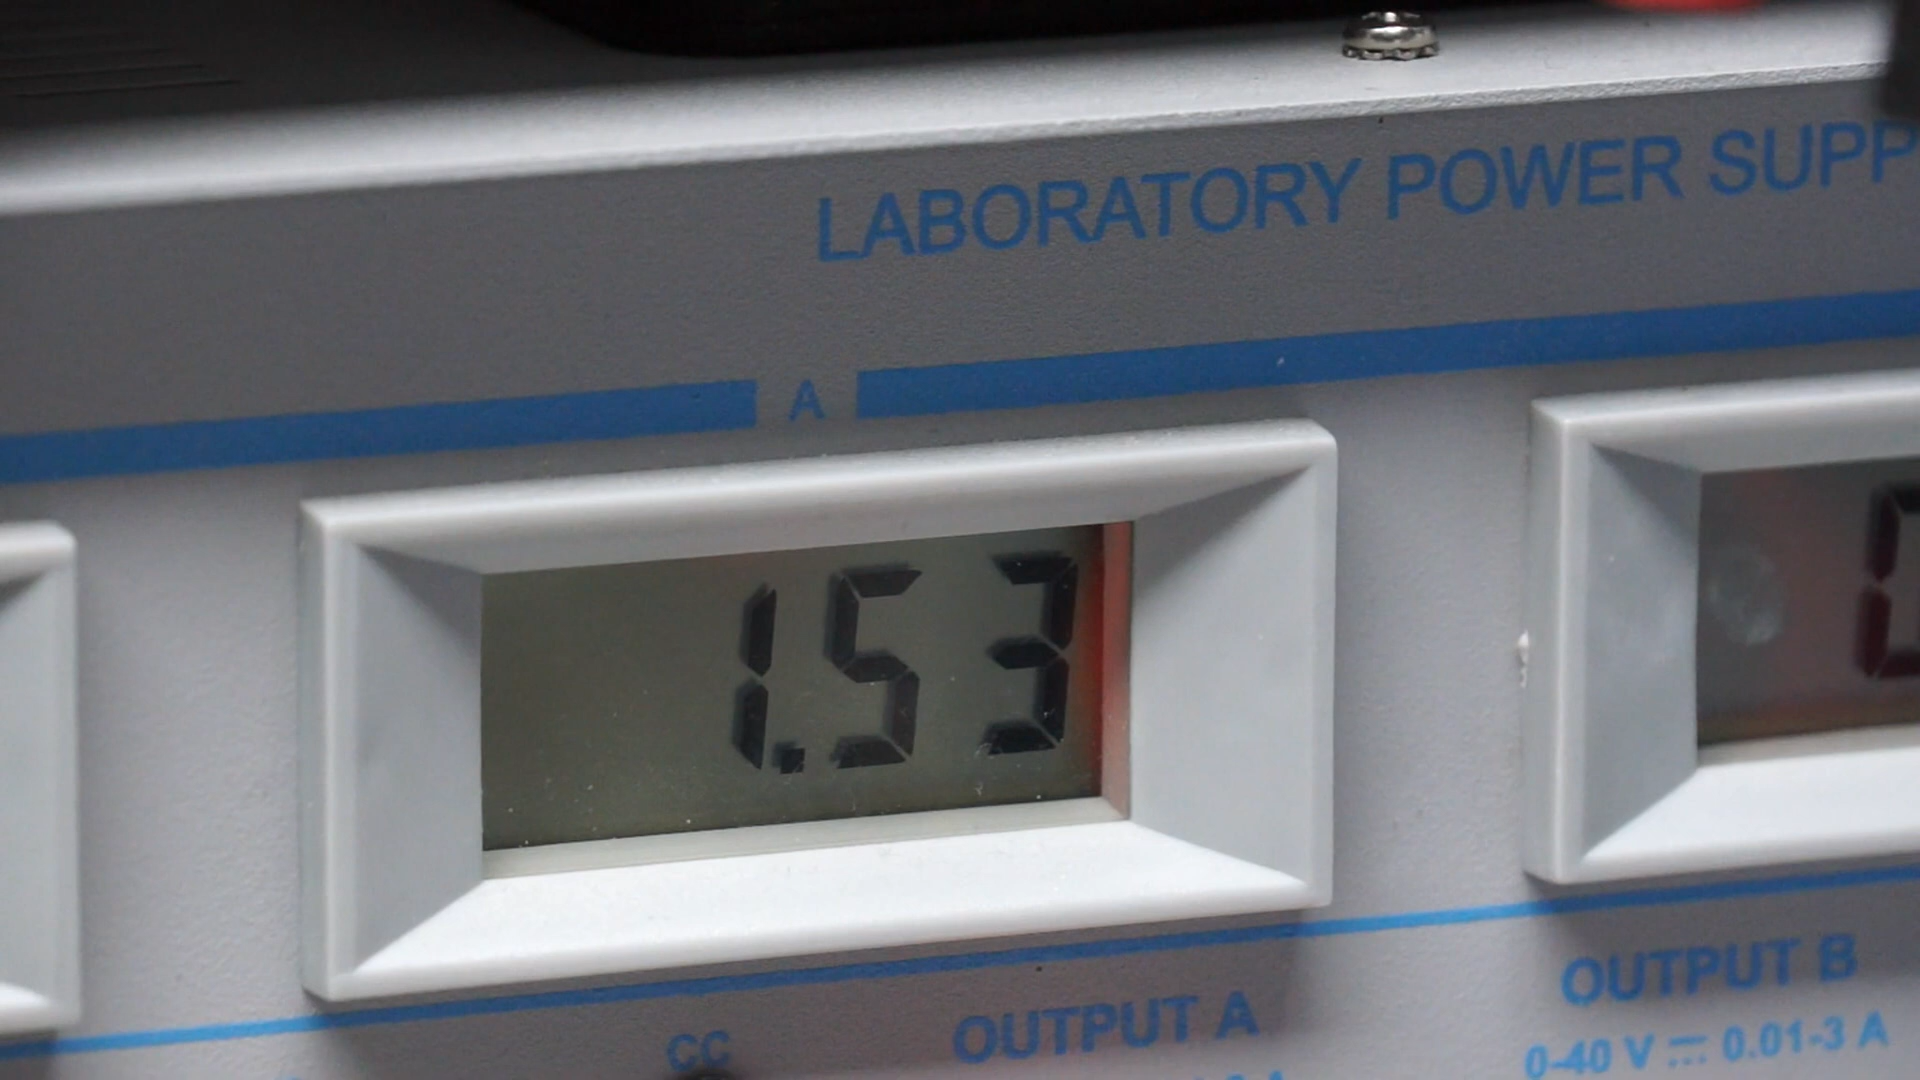 LABORATORY POWER SUPP
A
1.53
OUTPUT B
CC
OUTPUT A
0-40 V ⎓ 0.01-3 A